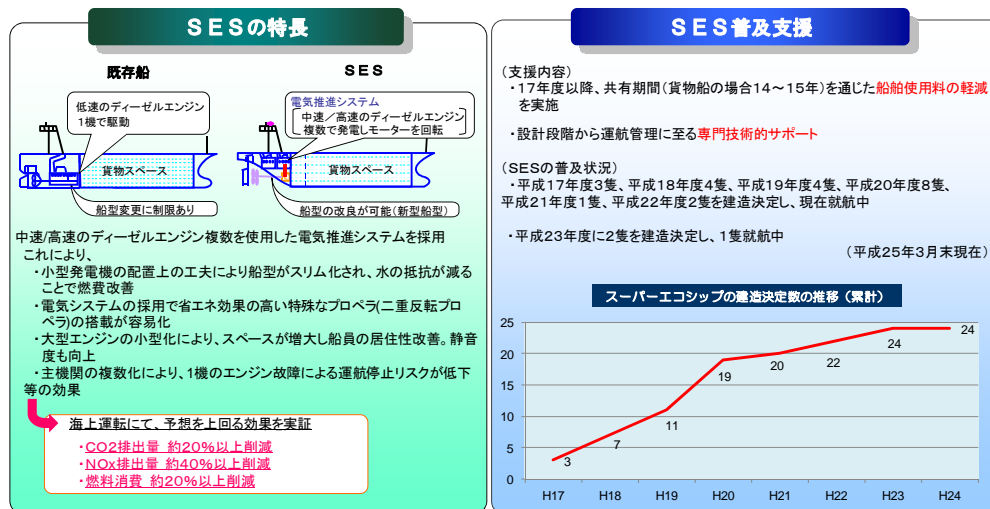 ＳＥＳの特長
既存船
ＳＥＳ
低速のディーゼルエンジン
１機で駆動
電気推進システム
中速／高速のディーゼルエンジン
複数で発電しモーターを回転
貨物スペース
貨物スペース
船型変更に制限あり
船型の改良が可能（新型船型）
中速/高速のディーゼルエンジン複数を使用した電気推進システムを採用
これにより、
・小型発電機の配置上の工夫により船型がスリム化され、水の抵抗が減る
ことで燃費改善
・電気システムの採用で省エネ効果の高い特殊なプロペラ(二重反転プロ
ペラ)の搭載が容易化
・大型エンジンの小型化により、スペースが増大し船員の居住性改善。静音
度も向上
・主機関の複数化により、１機のエンジン故障による運航停止リスクが低下
等の効果
海上運転にて、予想を上回る効果を実証
・CO2排出量 約20％以上削減
・NOx排出量 約40％以上削減
・燃料消費 約20％以上削減
ＳＥＳ普及支援
（支援内容）
・17年度以降、共有期間（貨物船の場合14～15年）を通じた船舶使用料の軽減
を実施
・設計段階から運航管理に至る専門技術的サポート
（SESの普及状況）
・平成17年度3隻、平成18年度4隻、平成19年度4隻、平成20年度8隻、
平成21年度1隻、平成22年度2隻を建造決定し、現在就航中
・平成23年度に2隻を建造決定し、1隻就航中
（平成25年3月末現在）
スーパーエコシップの建造決定数の推移（累計）
25
20
15
10
5
0
3
7
11
19
20
22
24
24
H17 H18 H19 H20 H21 H22 H23 H24